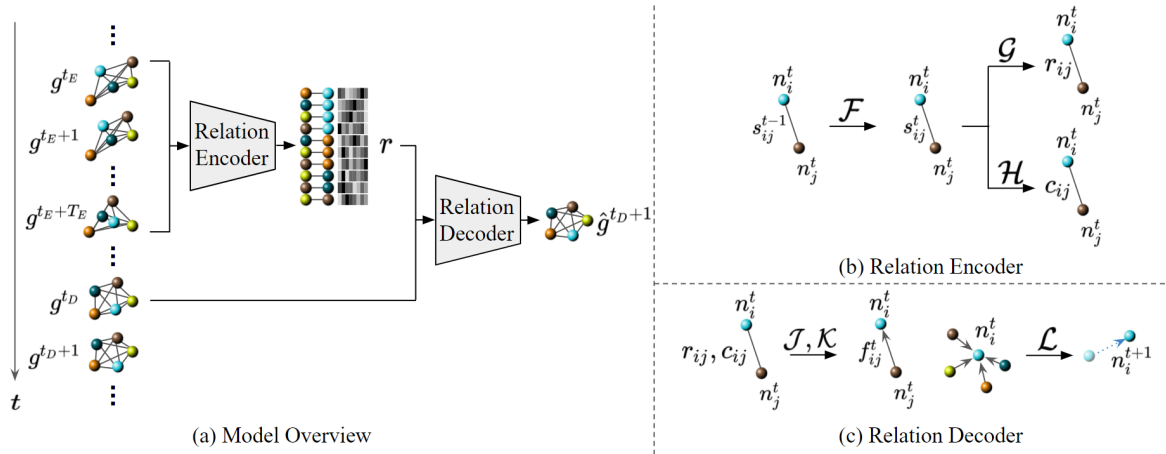 g^{t_E}
g^{t_E+1}
g^{t_E+T_E}
g^{t_D}
g^{t_D+1}
t
Relation
Encoder
r
Relation
Decoder
ĝ^{t_D+1}
(a) Model Overview
n_i^t
s_{ij}^{t-1}
n_j^t
𝓕
n_i^t
s_{ij}^t
n_j^t
𝓖
n_i^t
r_{ij}
n_j^t
𝓗
n_i^t
c_{ij}
n_j^t
(b) Relation Encoder
n_i^t
r_{ij}, c_{ij}
n_j^t
𝓙, 𝓚
n_i^t
f_{ij}^t
n_j^t
n_i^t
𝓛
n_i^{t+1}
(c) Relation Decoder